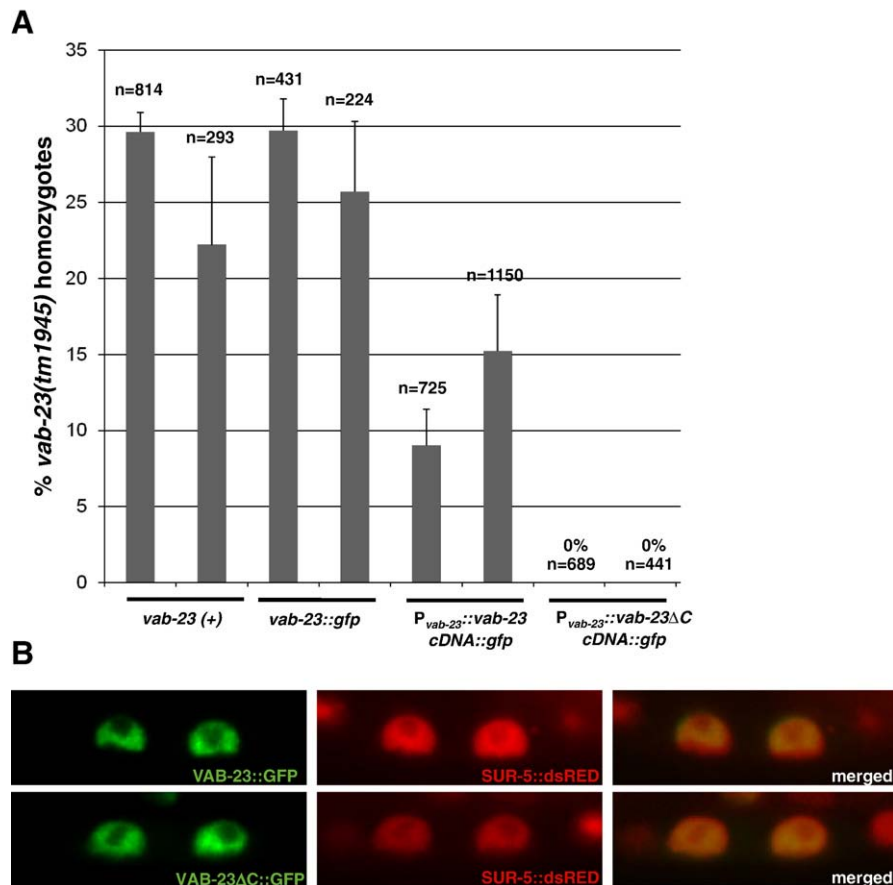 A
35
30
25
20
15
10
5
0
% vab-23(tm1945) homozygotes
n=814
n=293
n=431
n=224
n=725
n=1150
0%
n=689
0%
n=441
vab-23 (+)
vab-23::gfp
Pvab-23::vab-23
cDNA::gfp
Pvab-23::vab-23ΔC
cDNA::gfp
B
VAB-23::GFP
SUR-5::dsRED
merged
VAB-23ΔC::GFP
SUR-5::dsRED
merged